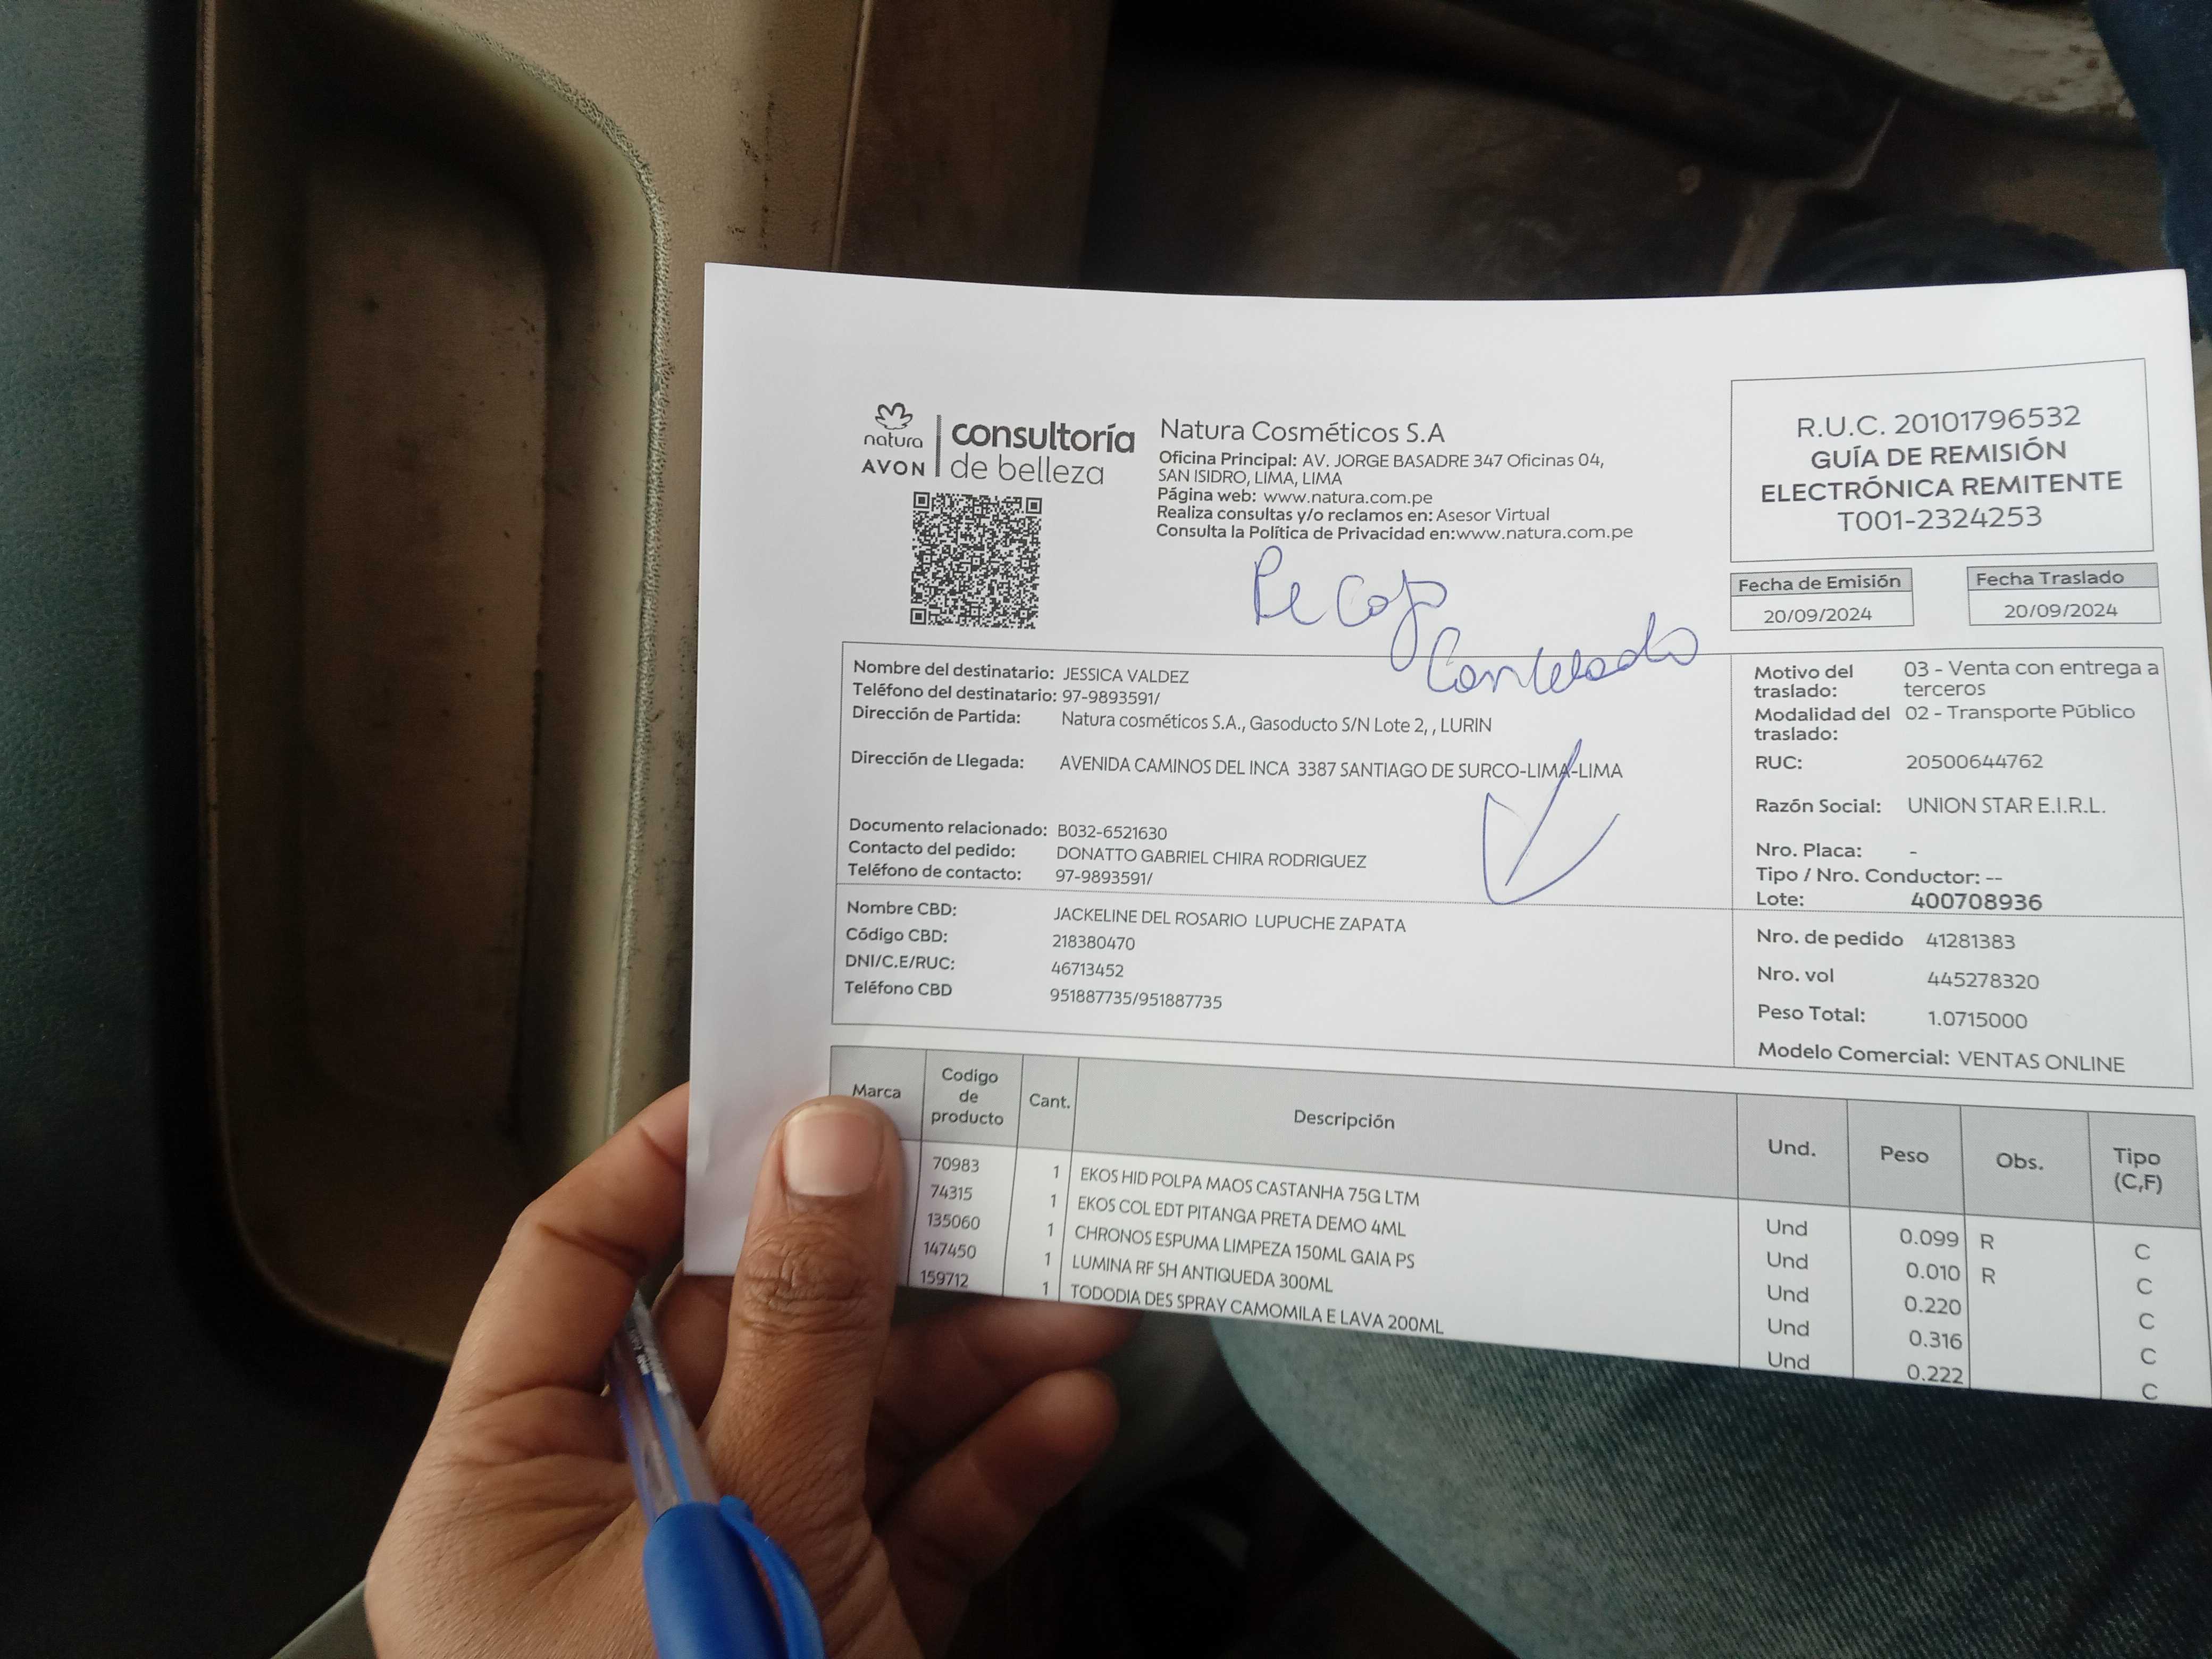 natura
AVON
consultoría
de belleza
Natura Cosméticos S.A
Oficina Principal: AV. JORGE BASADRE 347 Oficinas 04,
SAN ISIDRO, LIMA, LIMA
Página web: www.natura.com.pe
Realiza consultas y/o reclamos en: Asesor Virtual
Consulta la Política de Privacidad en:www.natura.com.pe
R.U.C. 20101796532
GUÍA DE REMISIÓN
ELECTRÓNICA REMITENTE
T001-2324253
Fecha de Emisión
20/09/2024
Fecha Traslado
20/09/2024
Nombre del destinatario: JESSICA VALDEZ
Teléfono del destinatario: 97-9893591/
Dirección de Partida: Natura cosméticos S.A., Gasoducto S/N Lote 2, , LURIN
Dirección de Llegada: AVENIDA CAMINOS DEL INCA 3387 SANTIAGO DE SURCO-LIMA-LIMA
Documento relacionado: B032-6521630
Contacto del pedido: DONATTO GABRIEL CHIRA RODRIGUEZ
Teléfono de contacto: 97-9893591/
Nombre CBD: JACKELINE DEL ROSARIO LUPUCHE ZAPATA
Código CBD: 218380470
DNI/C.E/RUC: 46713452
Teléfono CBD 951887735/951887735
Motivo del traslado: 03 - Venta con entrega a terceros
Modalidad del traslado: 02 - Transporte Público
RUC: 20500644762
Razón Social: UNION STAR E.I.R.L.
Nro. Placa: -
Tipo / Nro. Conductor: --
Lote: 400708936
Nro. de pedido 41281383
Nro. vol 445278320
Peso Total: 1.0715000
Modelo Comercial: VENTAS ONLINE
Marca Codigo de producto Cant. Descripción Und. Peso Obs. Tipo (C,F)
70983 1 EKOS HID POLPA MAOS CASTANHA 75G LTM Und 0.099 R C
74315 1 EKOS COL EDT PITANGA PRETA DEMO 4ML Und 0.010 R C
135060 1 CHRONOS ESPUMA LIMPEZA 150ML GAIA PS Und 0.220 C
147450 1 LUMINA RF SH ANTIQUEDA 300ML Und 0.316 C
159712 1 TODODIA DES SPRAY CAMOMILA E LAVA 200ML Und 0.222 C